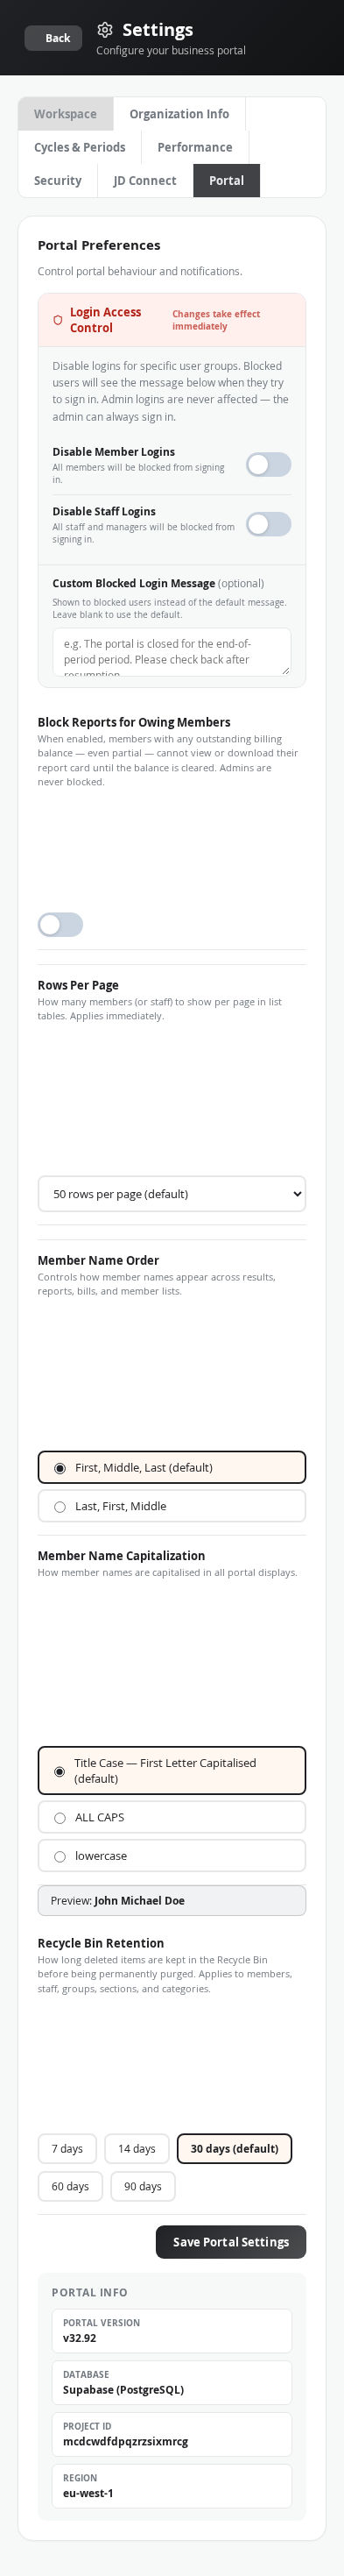 Back
Settings
Configure your business portal
Workspace
Organization Info
Cycles & Periods
Performance
Security
JD Connect
Portal
Portal Preferences
Control portal behaviour and notifications.
Login Access
Control
Changes take effect
immediately
Disable logins for specific user groups. Blocked
users will see the message below when they try
to sign in. Admin logins are never affected — the
admin can always sign in.
Disable Member Logins
All members will be blocked from signing
in.
Disable Staff Logins
All staff and managers will be blocked from
signing in.
Custom Blocked Login Message (optional)
Shown to blocked users instead of the default message.
Leave blank to use the default.
e.g. The portal is closed for the end-of-
period period. Please check back after
resumption
Block Reports for Owing Members
When enabled, members with any outstanding billing
balance — even partial — cannot view or download their
report card until the balance is cleared. Admins are
never blocked.
Rows Per Page
How many members (or staff) to show per page in list
tables. Applies immediately.
50 rows per page (default)
Member Name Order
Controls how member names appear across results,
reports, bills, and member lists.
First, Middle, Last (default)
Last, First, Middle
Member Name Capitalization
How member names are capitalised in all portal displays.
Title Case — First Letter Capitalised
(default)
ALL CAPS
lowercase
Preview: John Michael Doe
Recycle Bin Retention
How long deleted items are kept in the Recycle Bin
before being permanently purged. Applies to members,
staff, groups, sections, and categories.
7 days
14 days
30 days (default)
60 days
90 days
Save Portal Settings
PORTAL INFO
PORTAL VERSION
v32.92
DATABASE
Supabase (PostgreSQL)
PROJECT ID
mcdcwdfdpqzrzsixmrcg
REGION
eu-west-1